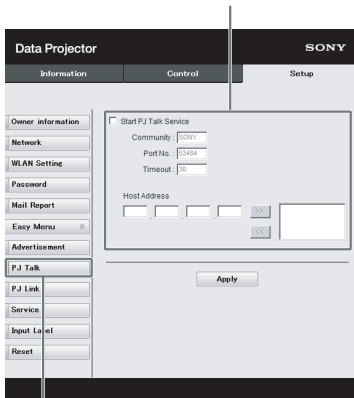 Data Projector
SONY
Information
Control
Setup
Owner information
Network
WLAN Setting
Password
Mail Report
Easy Menu
Advertisement
PJ Talk
PJ Link
Service
Input Label
Reset
Start PJ Talk Service
Community : SONY
Port No. : 53484
Timeout : 30
Host Address
. . .
>>
<<
Apply